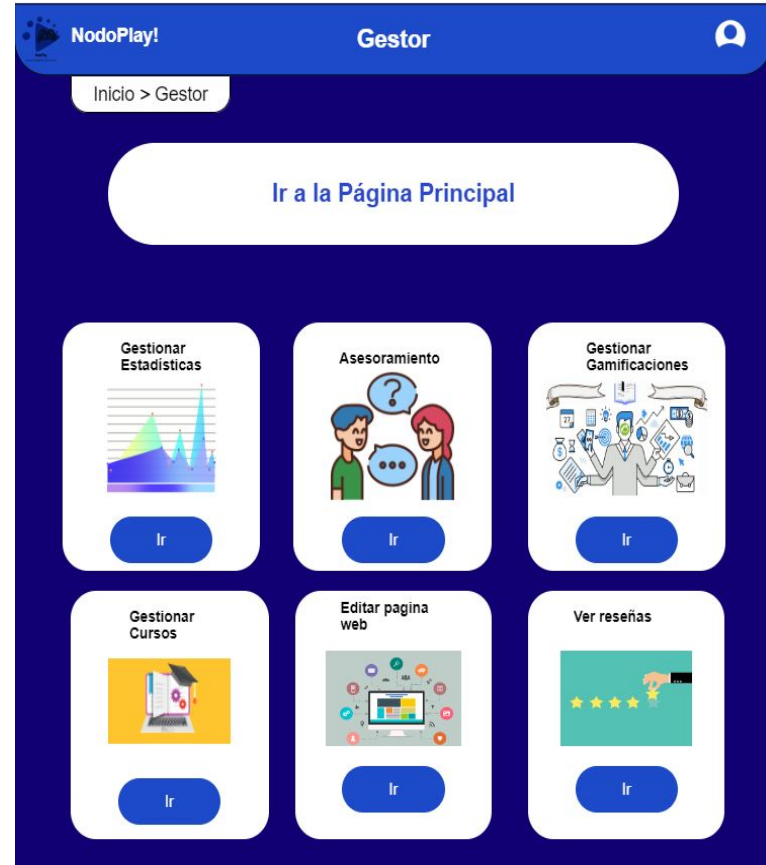 NodoPlay!
Gestor
Inicio > Gestor
Ir a la Página Principal
Gestionar
Estadísticas
Ir
Asesoramiento
Ir
Gestionar
Gamificaciones
Ir
Gestionar
Cursos
Ir
Editar pagina
web
Ir
Ver reseñas
Ir